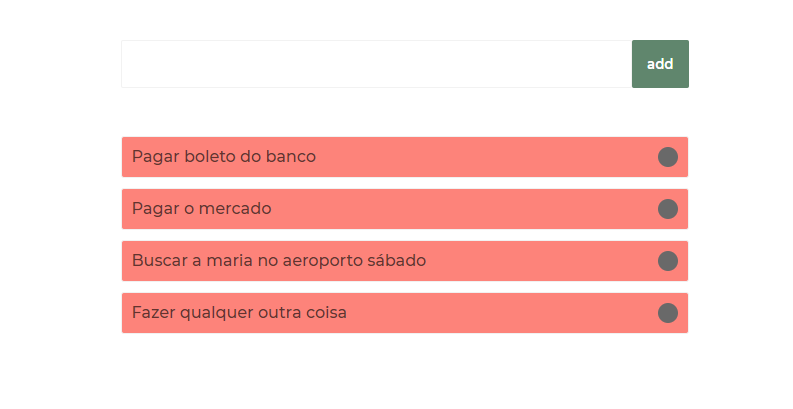 add
Pagar boleto do banco
Pagar o mercado
Buscar a maria no aeroporto sábado
Fazer qualquer outra coisa